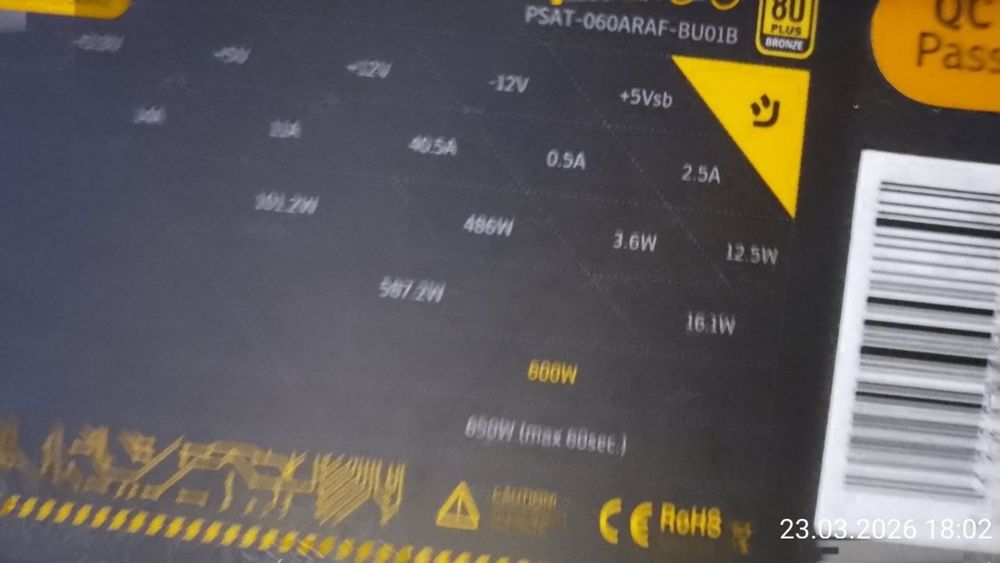 PSAT-060ARAF-BU01B
80
PLUS
BRONZE
QC
Pass
+5V +12V -12V +5Vsb
40.5A 0.5A 2.5A
486W 3.6W 12.5W
587.2W 16.1W
600W
650W (max 60sec.)
CAUTION!
CE RoHS
23.03.2026 18:02